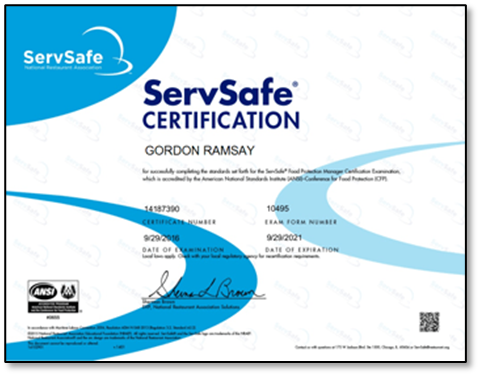 ServSafe
National Restaurant Association
ServSafe®
CERTIFICATION
GORDON RAMSAY
for successfully completing the standards set forth for the ServSafe® Food Protection Manager Certification Examination,
which is accredited by the American National Standards Institute (ANSI)-Conference for Food Protection (CFP).
14187390 10495
CERTIFICATE NUMBER EXAM FORM NUMBER
9/29/2016 9/29/2021
DATE OF EXAMINATION DATE OF EXPIRATION
Local laws apply. Check with your local regulatory agency for recertification requirements.
Sherman Brown
National Restaurant Association Solutions
ANSI